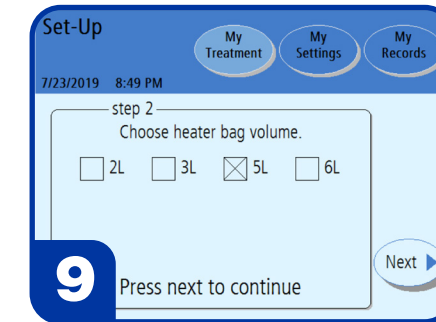 Set-Up
My Treatment
My Settings
My Records
7/23/2019 8:49 PM
step 2
Choose heater bag volume.
2L 3L 5L 6L
Next
9
Press next to continue